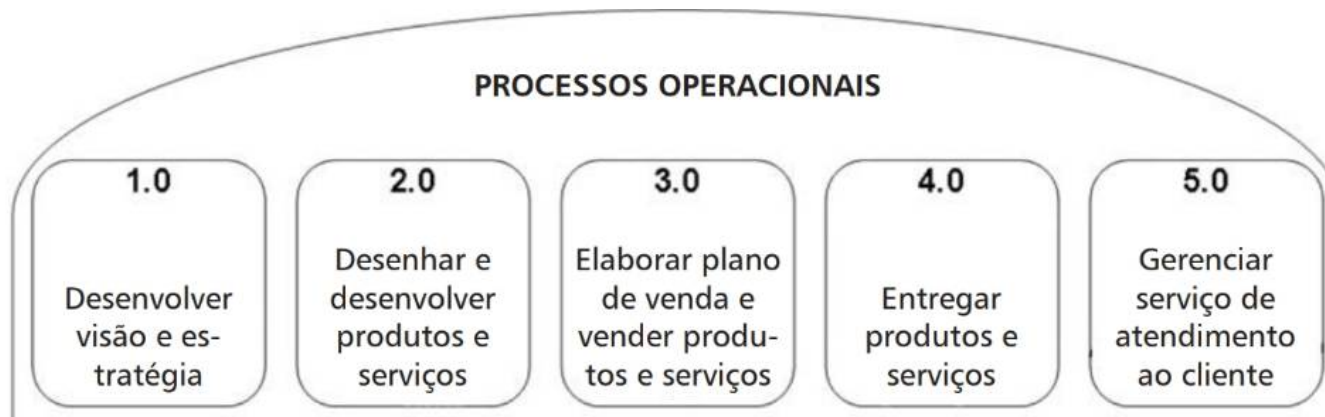 PROCESSOS OPERACIONAIS
1.0
Desenvolver
visão e es-
tratégia
2.0
Desenhar e
desenvolver
produtos e
serviços
3.0
Elaborar plano
de venda e
vender produ-
tos e serviços
4.0
Entregar
produtos e
serviços
5.0
Gerenciar
serviço de
atendimento
ao cliente